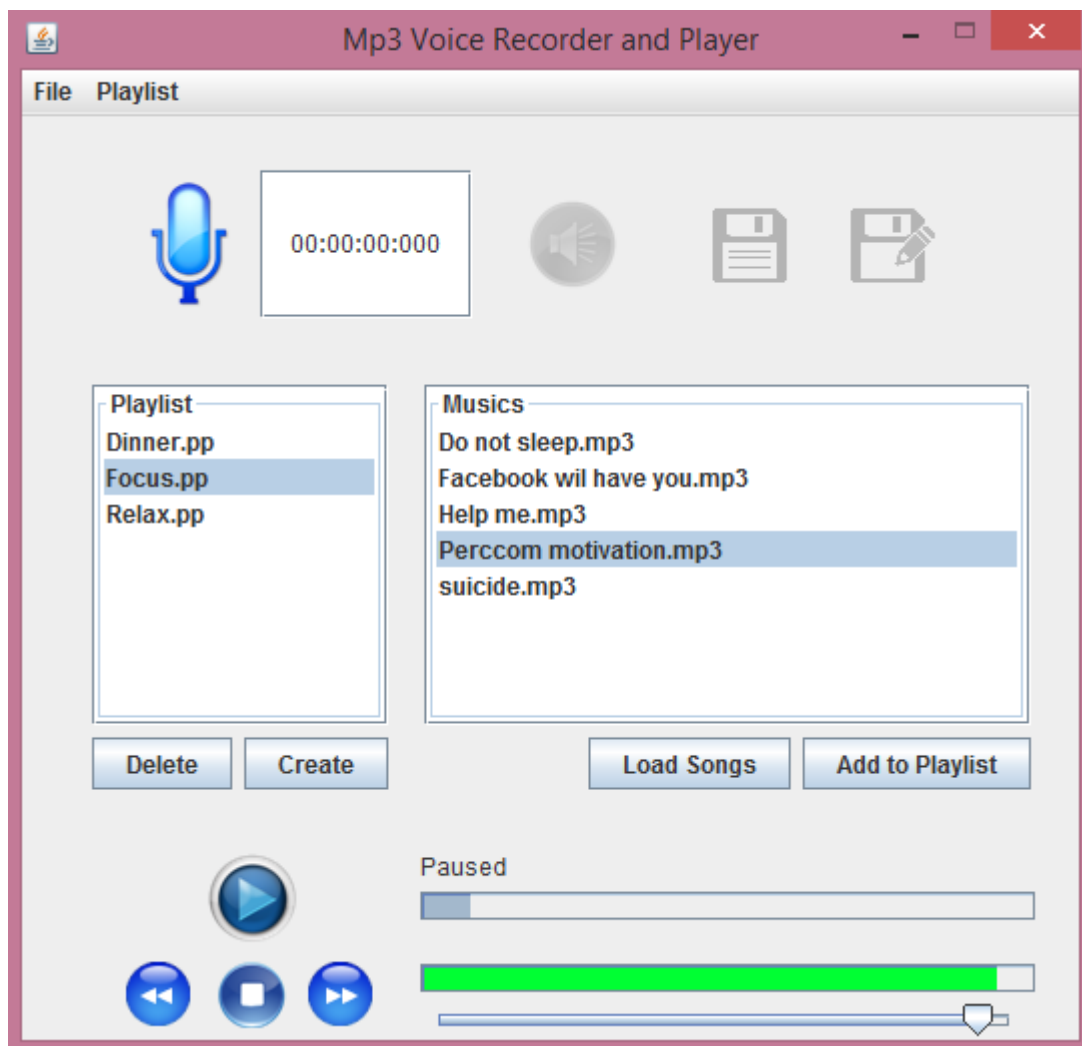 Mp3 Voice Recorder and Player
File Playlist
00:00:00:000
Playlist
Dinner.pp
Focus.pp
Relax.pp
Musics
Do not sleep.mp3
Facebook wil have you.mp3
Help me.mp3
Perccom motivation.mp3
suicide.mp3
Delete Create Load Songs Add to Playlist
Paused